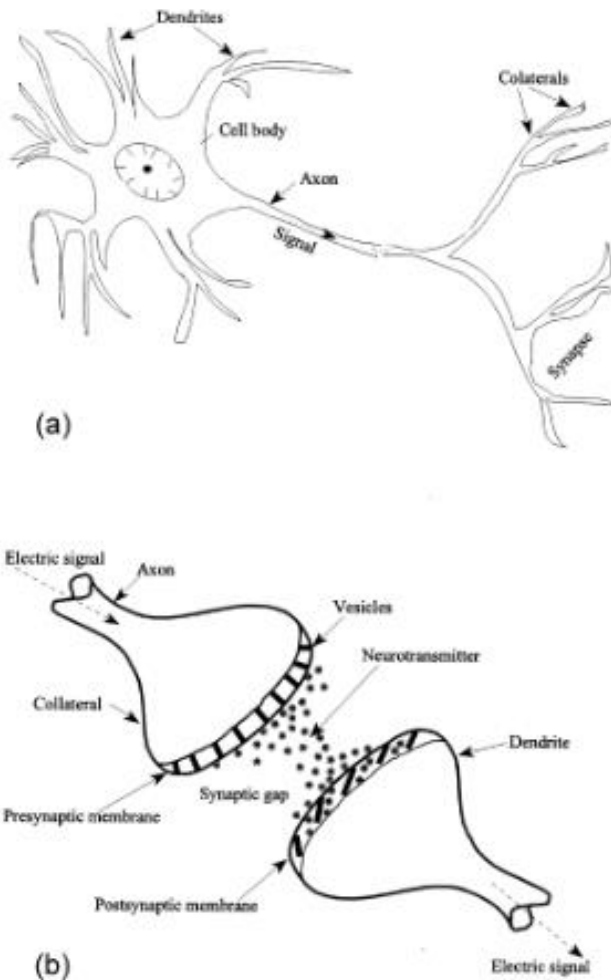 Dendrites
Colaterals
Cell body
Axon
Signal
Synapse
(a)
Electric signal
Axon
Vesicles
Neurotransmitter
Collateral
Dendrite
Synaptic gap
Presynaptic membrane
Postsynaptic membrane
(b)
Electric signal